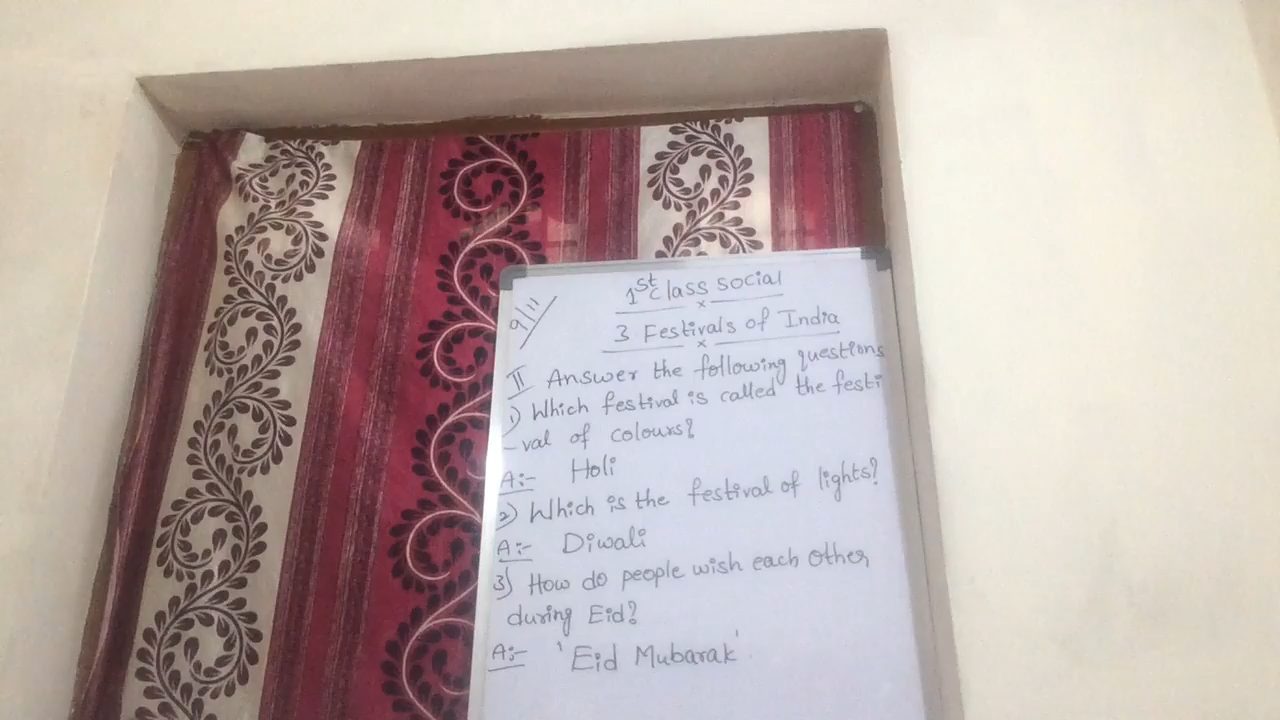 9/11
1st class social
3 Festivals of India
II Answer the following questions
1) Which festival is called the festi
-val of colours?
A:- Holi
2) Which is the festival of lights?
A:- Diwali
3) How do people wish each other
during Eid?
A:- 'Eid Mubarak'